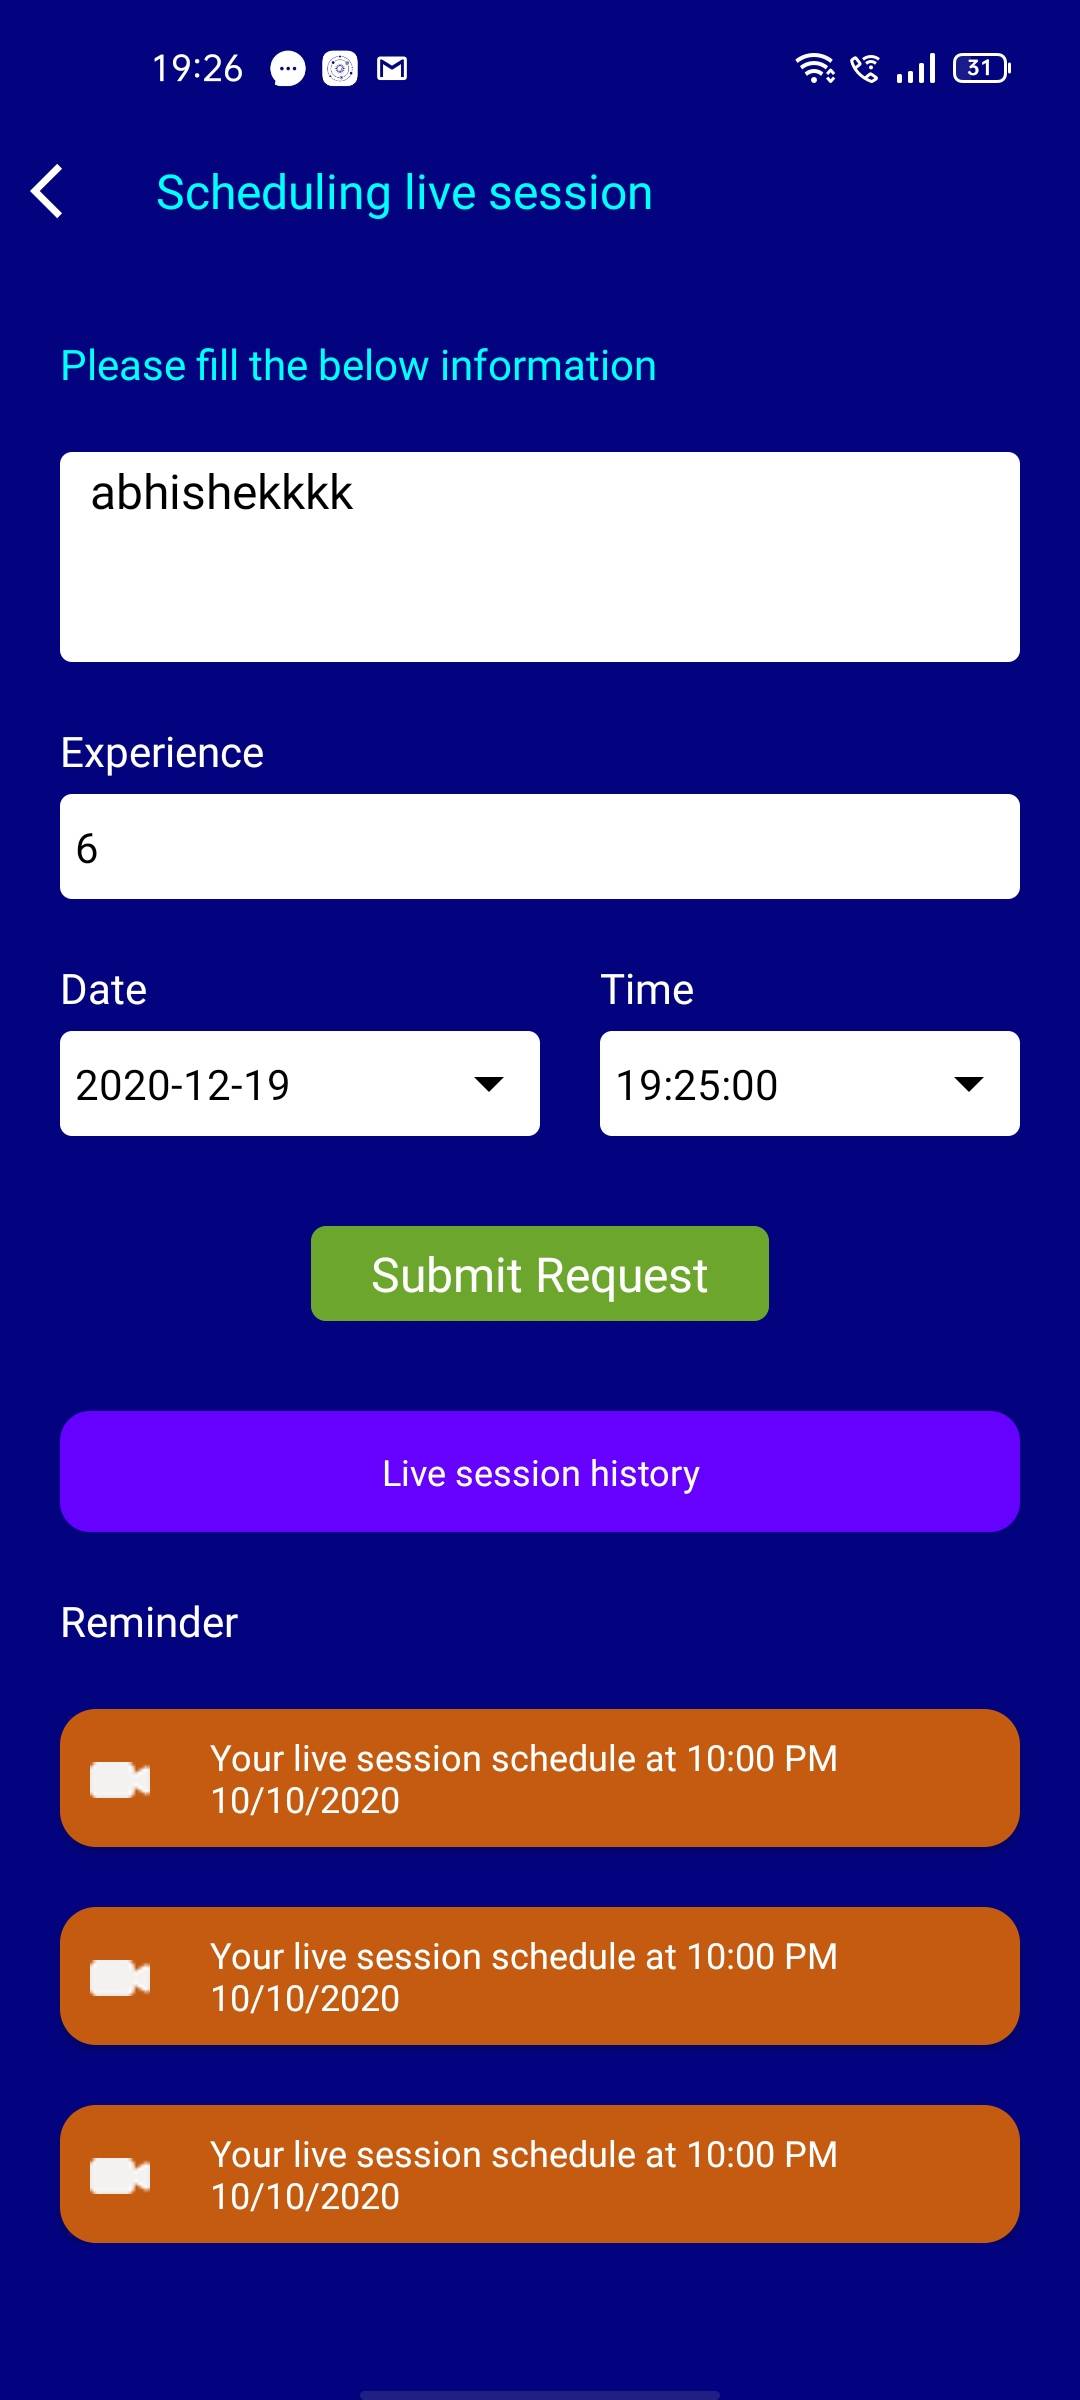 19:26
31
Scheduling live session
Please fill the below information
abhishekkkk
Experience
6
Date Time
2020-12-19 19:25:00
Submit Request
Live session history
Reminder
Your live session schedule at 10:00 PM
10/10/2020
Your live session schedule at 10:00 PM
10/10/2020
Your live session schedule at 10:00 PM
10/10/2020